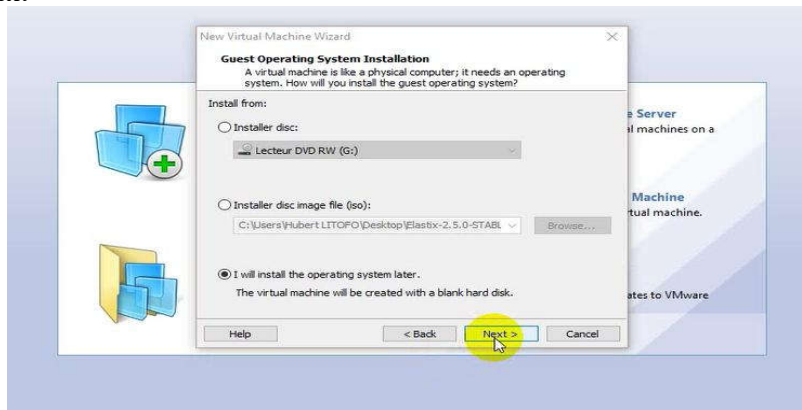 New Virtual Machine Wizard
Guest Operating System Installation
A virtual machine is like a physical computer; it needs an operating
system. How will you install the guest operating system?
Install from:
Installer disc:
Lecteur DVD RW (G:)
Installer disc image file (iso):
C:\Users\Hubert LITOFO\Desktop\Elastix-2.5.0-STABL
Browse...
I will install the operating system later.
The virtual machine will be created with a blank hard disk.
Help
< Back
Next >
Cancel
e Server
al machines on a
Machine
rtual machine.
ates to VMware